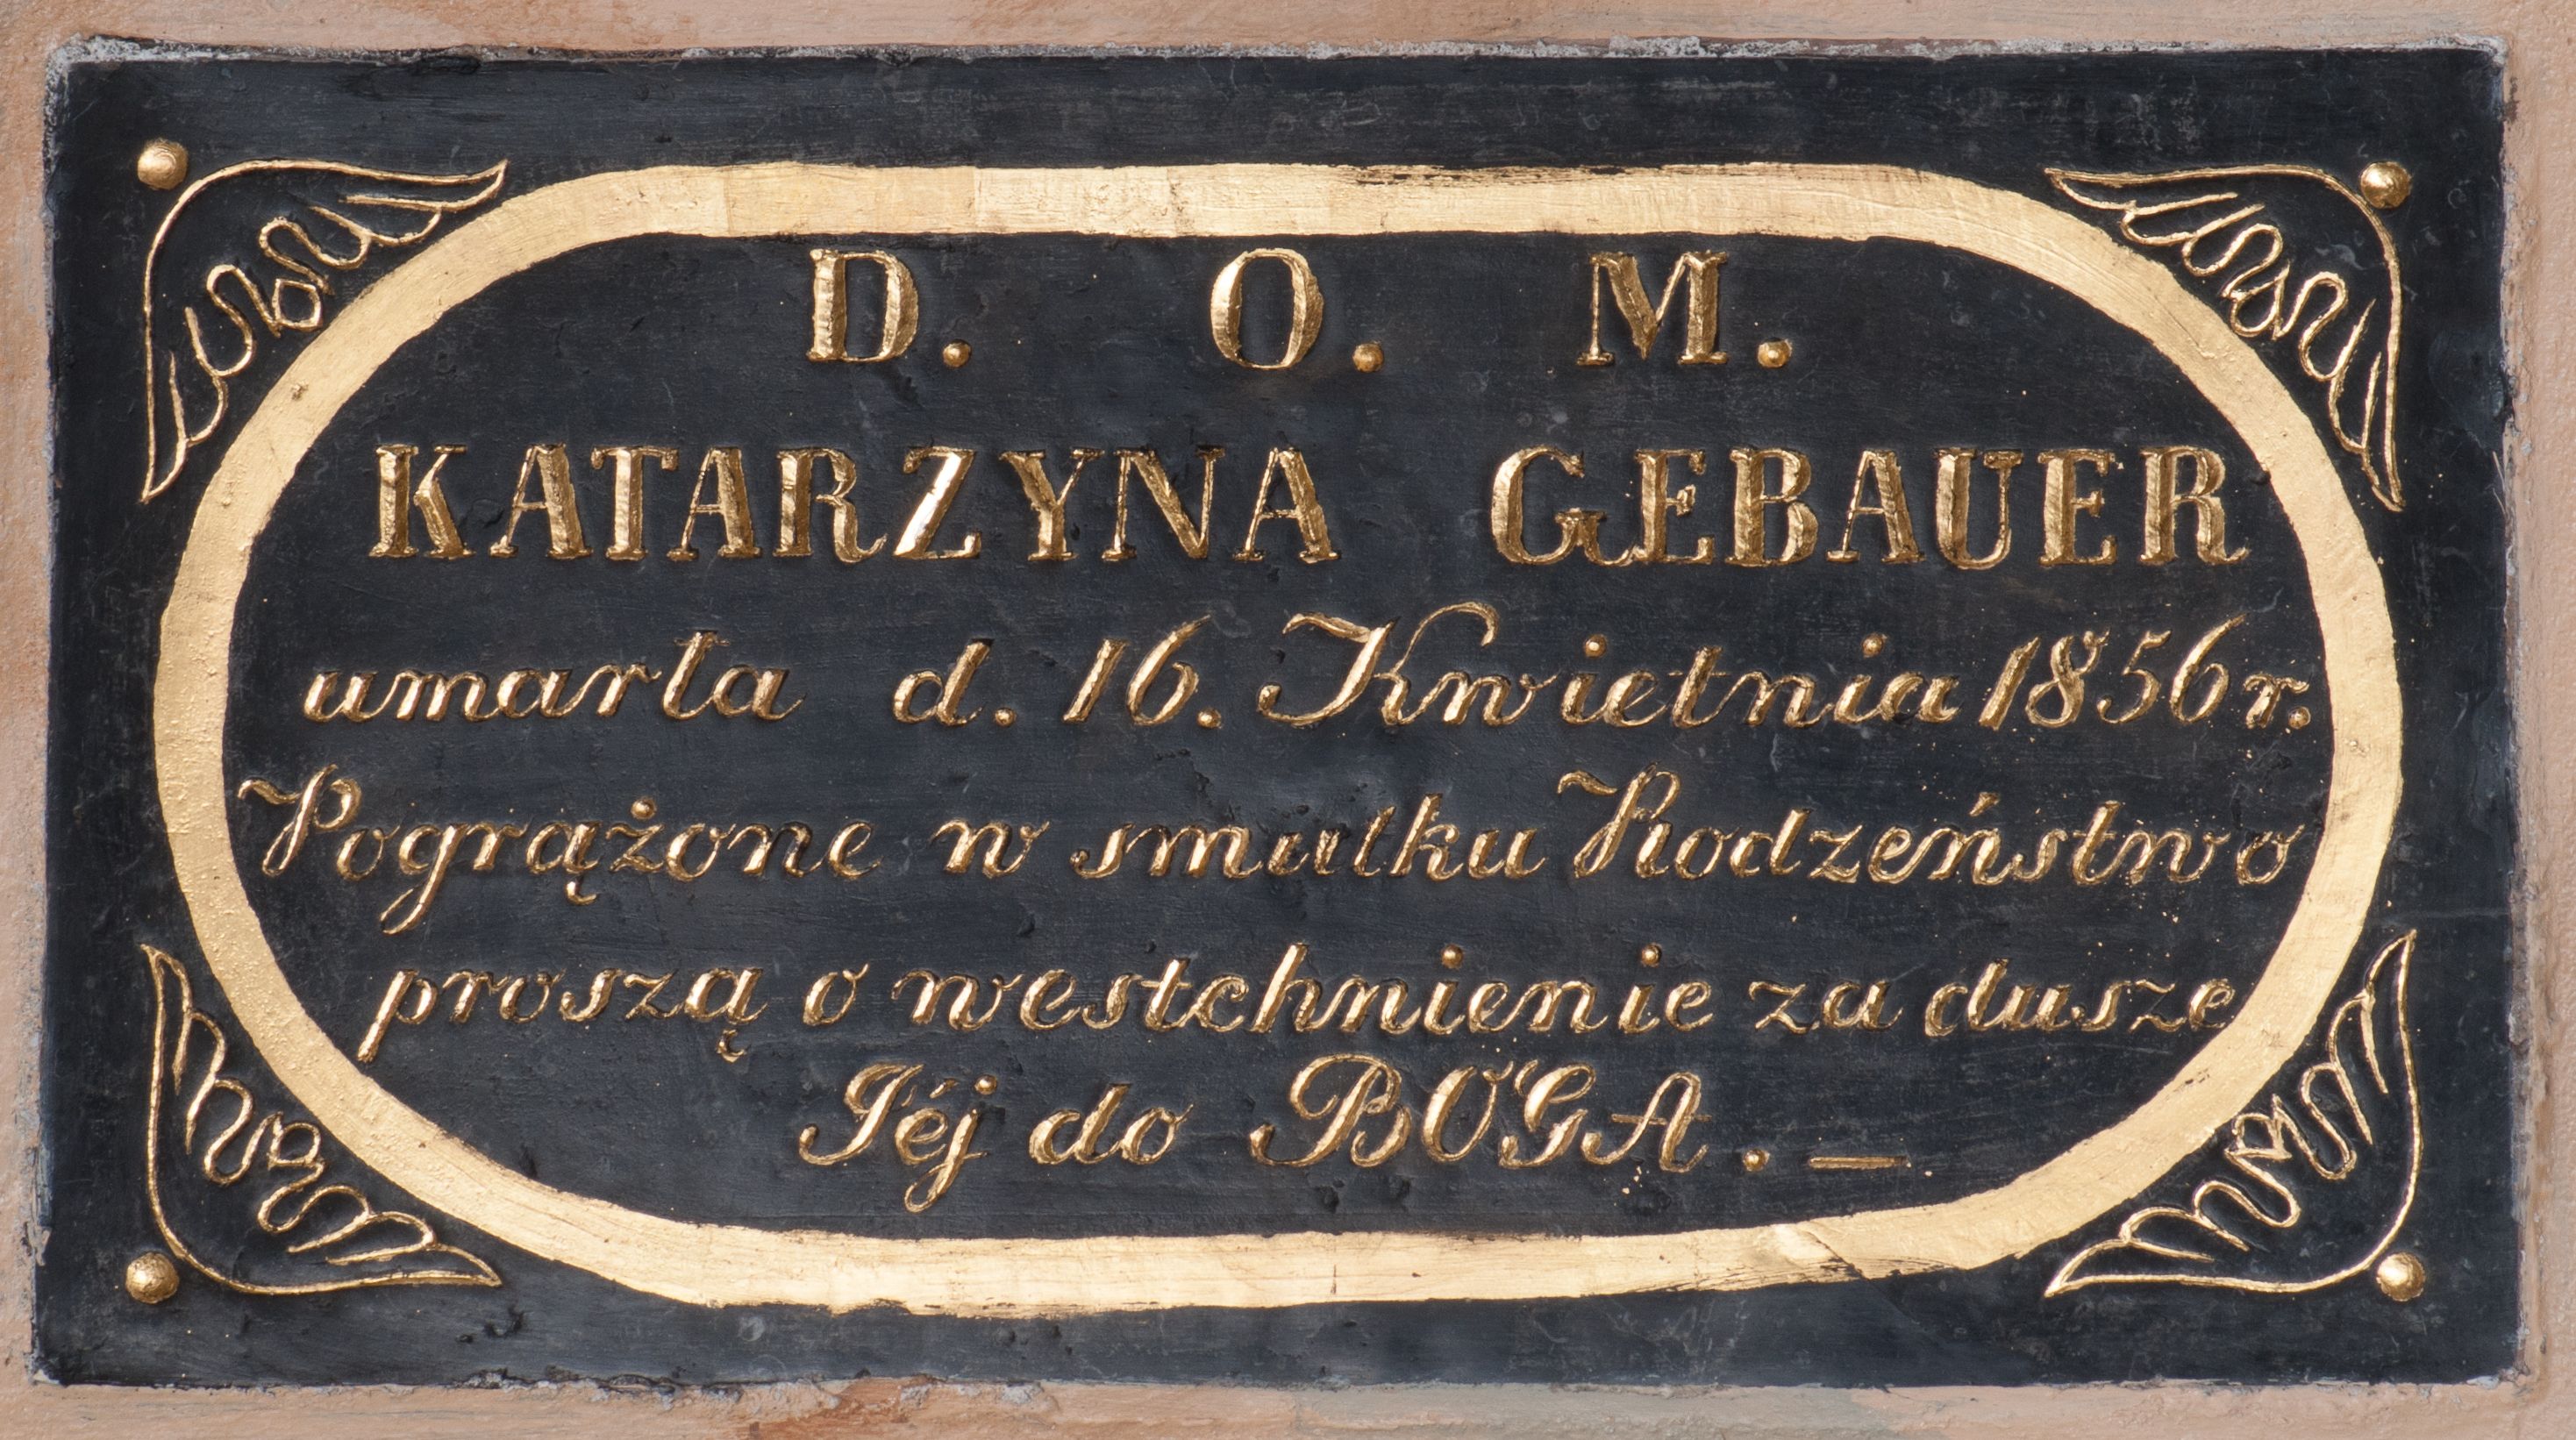 D. O. M.
KATARZYNA GEBAUER
umarła d. 16. Kwietnia 1856 r.
Pogrążone w smutku Rodzeństwo
proszą o westchnienie za dusze
Jéj do BOGA . _